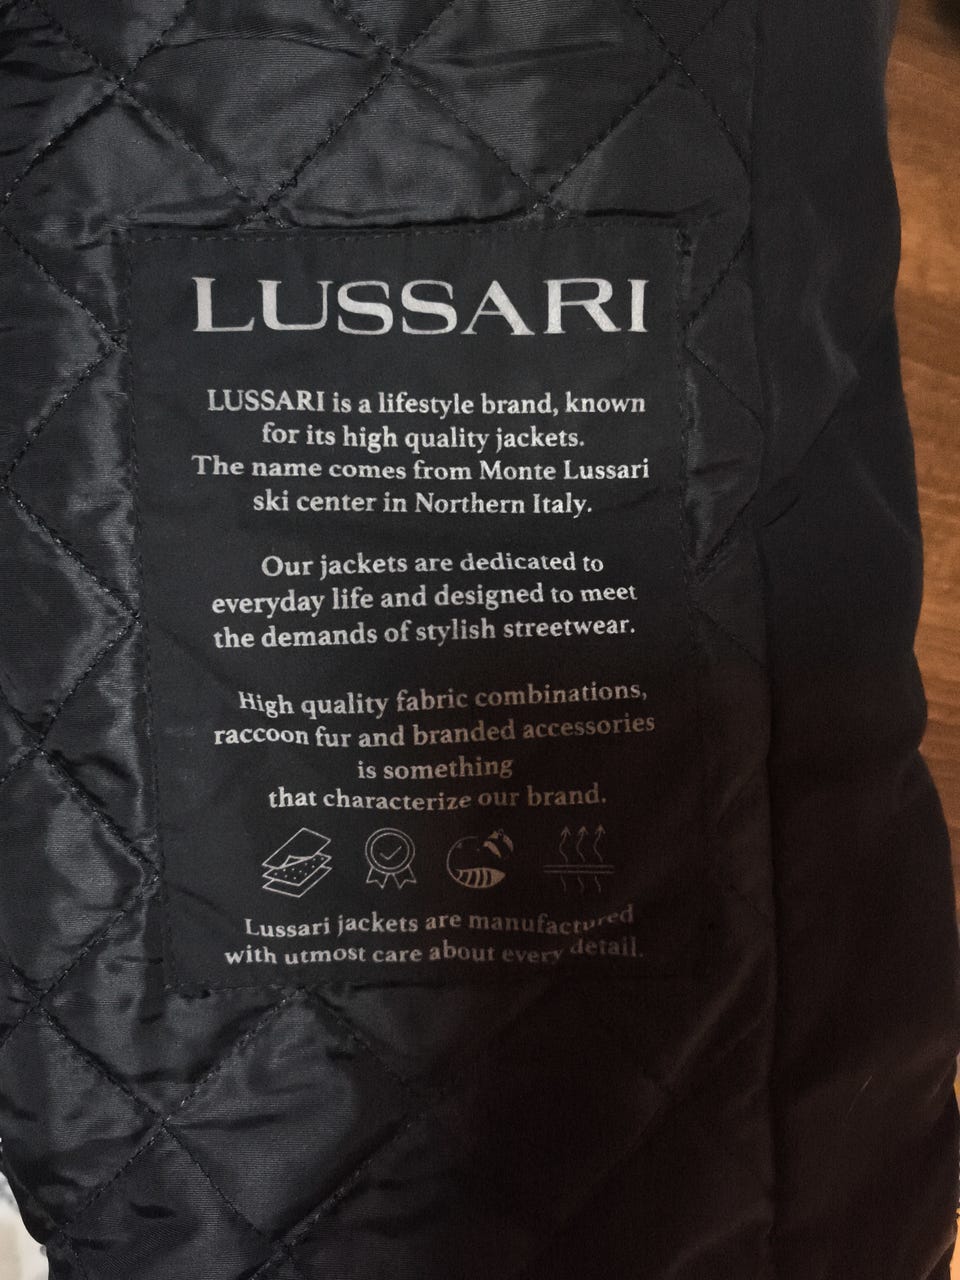 LUSSARI
LUSSARI is a lifestyle brand, known
for its high quality jackets.
The name comes from Monte Lussari
ski center in Northern Italy.
Our jackets are dedicated to
everyday life and designed to meet
the demands of stylish streetwear.
High quality fabric combinations,
raccoon fur and branded accessories
is something
that characterize our brand.
Lussari jackets are manufactured
with utmost care about every detail.